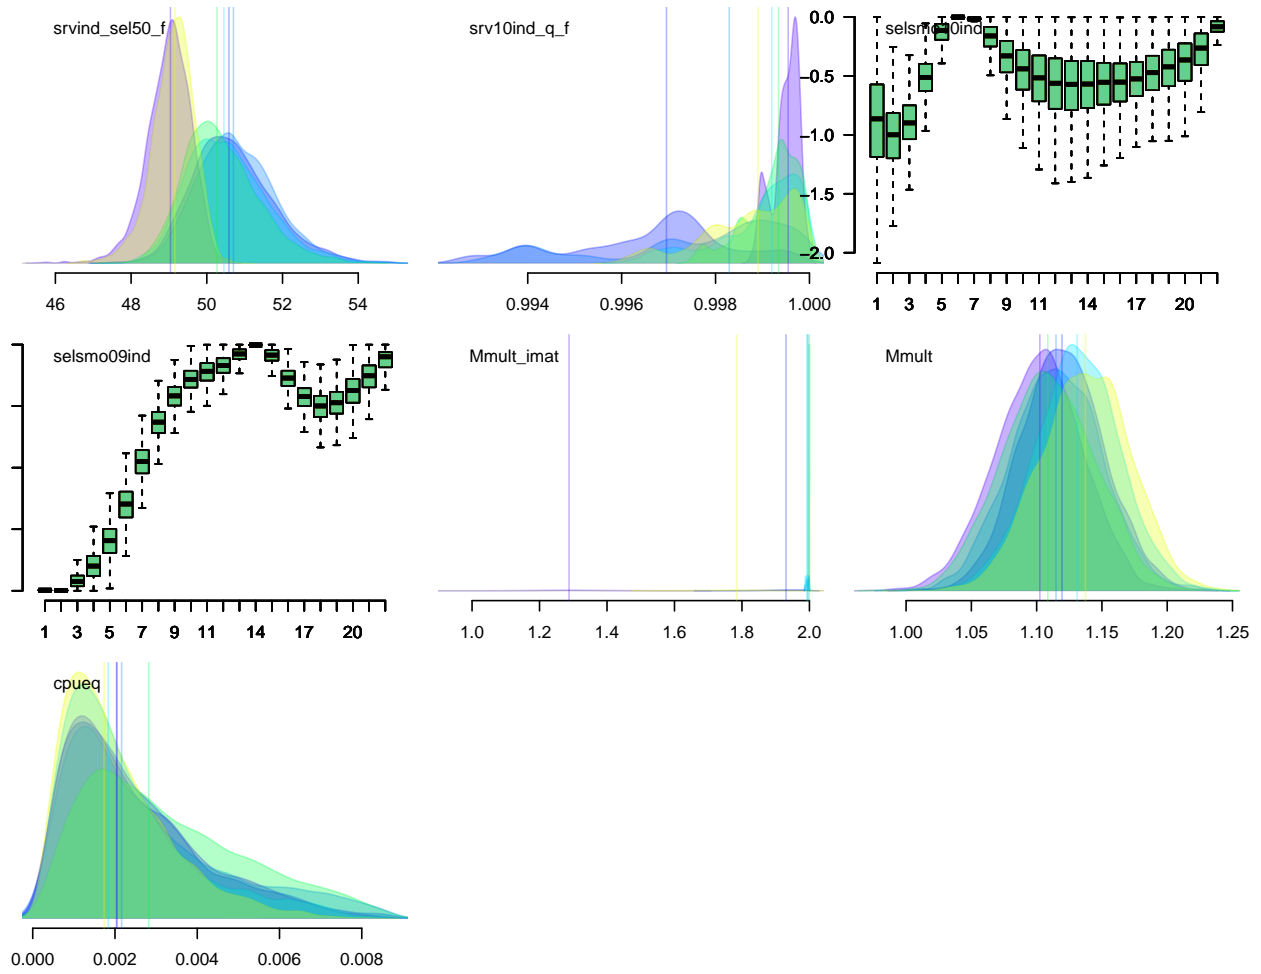 srvind_sel50_f
46 48 50 52 54
srv10ind_q_f
0.994 0.996 0.998 1.000
selsmo10ind
0.0
−0.5
−1.0
−1.5
−2.0
1 3 5 7 9 11 14 17 20
selsmo09ind
1 3 5 7 9 11 14 17 20
Mmult_imat
1.0 1.2 1.4 1.6 1.8 2.0
Mmult
1.00 1.05 1.10 1.15 1.20 1.25
cpueq
0.000 0.002 0.004 0.006 0.008